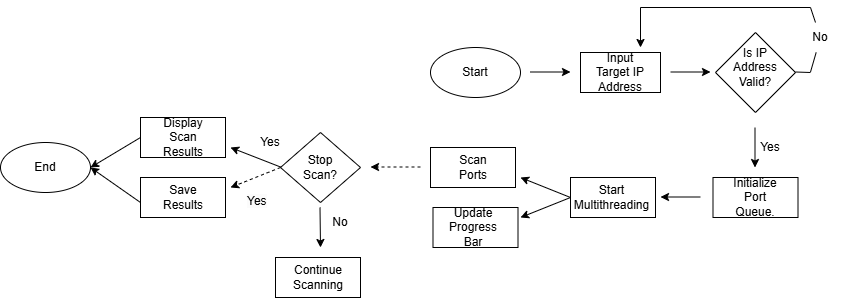 No
Start
Input
Target IP
Address
Is IP
Address
Valid?
Yes
Initialize
Port
Queue.
Start
Multithreading
Scan
Ports
Update
Progress
Bar
Stop
Scan?
Yes
Yes
No
Continue
Scanning
Display
Scan
Results
Save
Results
End